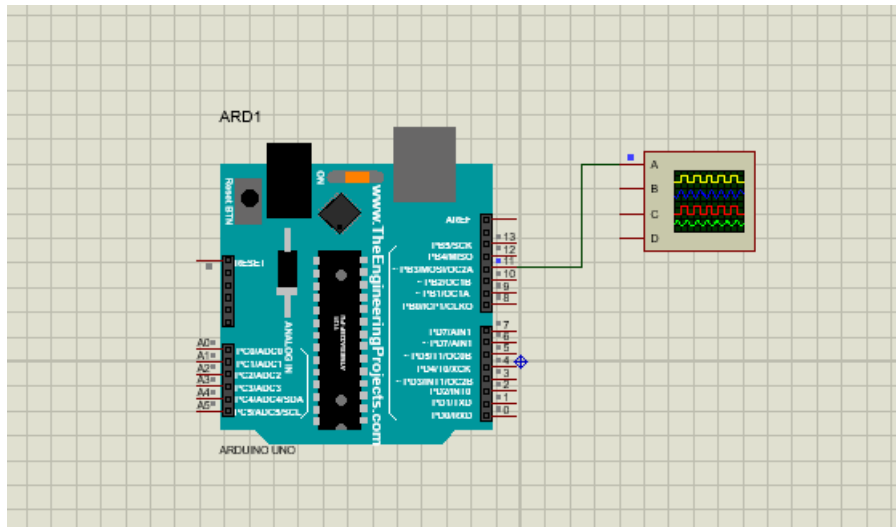 ARD1
Reset BTN
ON
www.TheEngineeringProjects.com
ANALOG IN
RESET
AREF
PB5/SCK
PB4/MISO
~ PB3/MOSI/OC2A
~ PB2/OC1B
~ PB1/OC1A
PB0/ICP1/CLKO
13
12
11
10
9
8
PD7/AIN1
~ PD7/AIN1
~ PD5/T1/OC0B
PD4/T0/XCK
~ PD3/INT1/OC2B
PD2/INT0
PD1/TXD
PD0/RXD
7
6
5
4
3
2
1
0
A0
A1
A2
A3
A4
A5
PC0/ADC0
PC1/ADC1
PC2/ADC2
PC3/ADC3
PC4/ADC4/SDA
PC5/ADC5/SCL
ARDUINO UNO
A
B
C
D